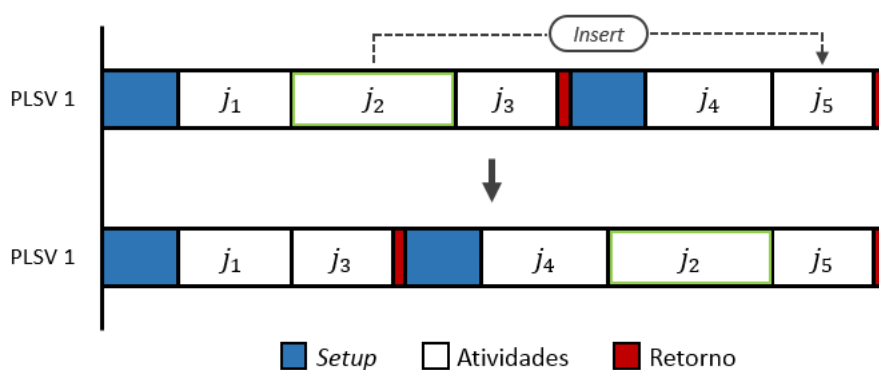 Insert
PLSV 1 j₁ j₂ j₃ j₄ j₅
PLSV 1 j₁ j₃ j₄ j₂ j₅
Setup Atividades Retorno